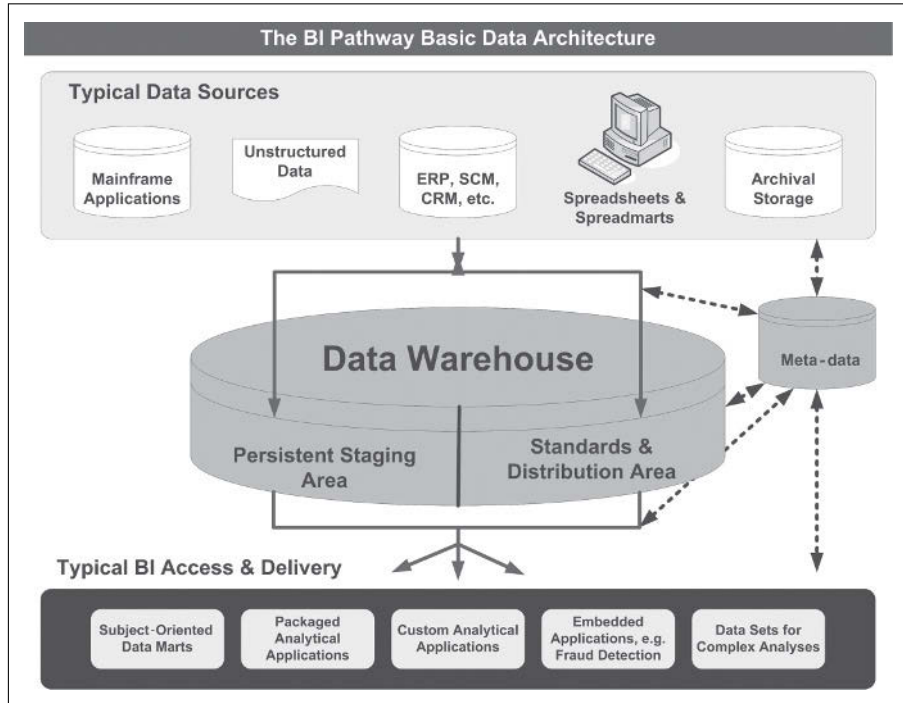 The BI Pathway Basic Data Architecture
Typical Data Sources
Mainframe
Applications
Unstructured
Data
ERP, SCM,
CRM, etc.
Spreadsheets &
Spreadmarts
Archival
Storage
Data Warehouse
Meta-data
Persistent Staging
Area
Standards &
Distribution Area
Typical BI Access & Delivery
Subject-Oriented
Data Marts
Packaged
Analytical
Applications
Custom Analytical
Applications
Embedded
Applications, e.g.
Fraud Detection
Data Sets for
Complex Analyses